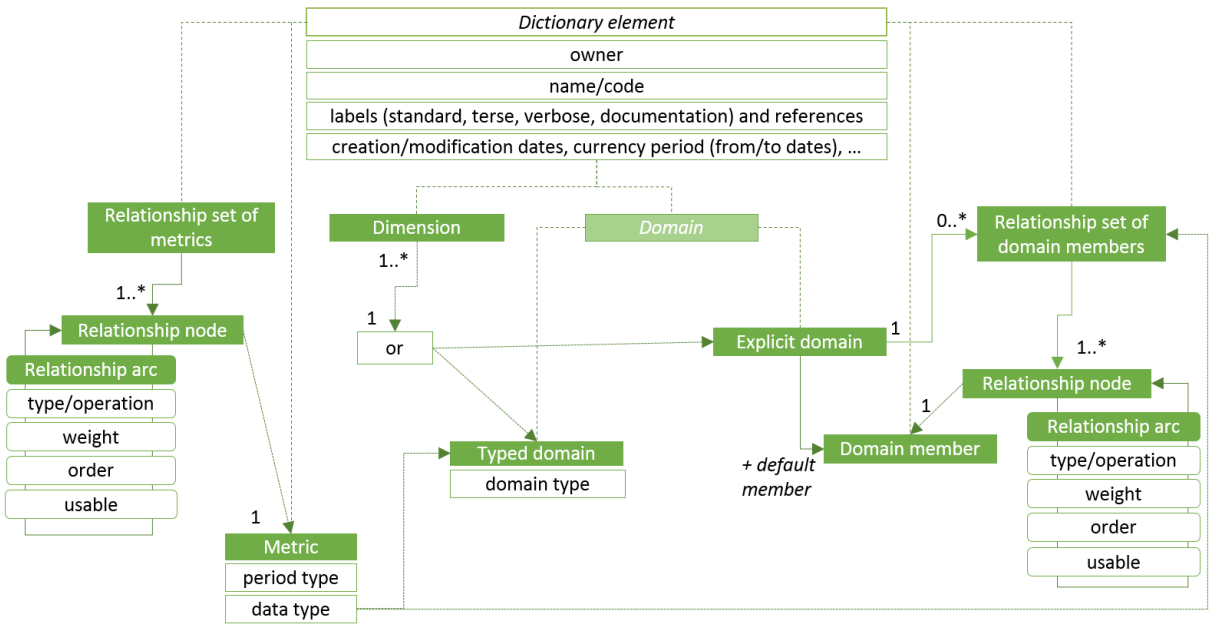 Dictionary element
owner
name/code
labels (standard, terse, verbose, documentation) and references
creation/modification dates, currency period (from/to dates), ...
Relationship set of
metrics
Dimension
Domain
Relationship set of
domain members
0..*
1..*
1..*
1
1
1..*
Relationship node
or
Explicit domain
Relationship arc
type/operation
weight
order
usable
Relationship node
1
Relationship arc
type/operation
weight
order
usable
Typed domain
domain type
Domain member
+ default
member
1
Metric
period type
data type